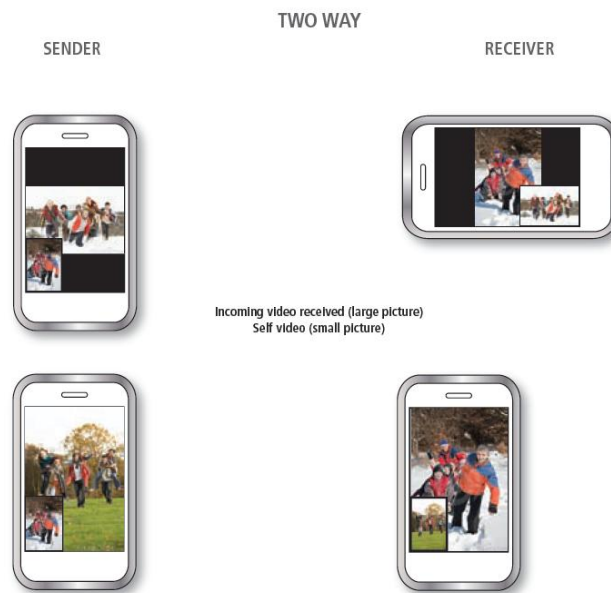 TWO WAY
SENDER
RECEIVER
Incoming video received (large picture)
Self video (small picture)